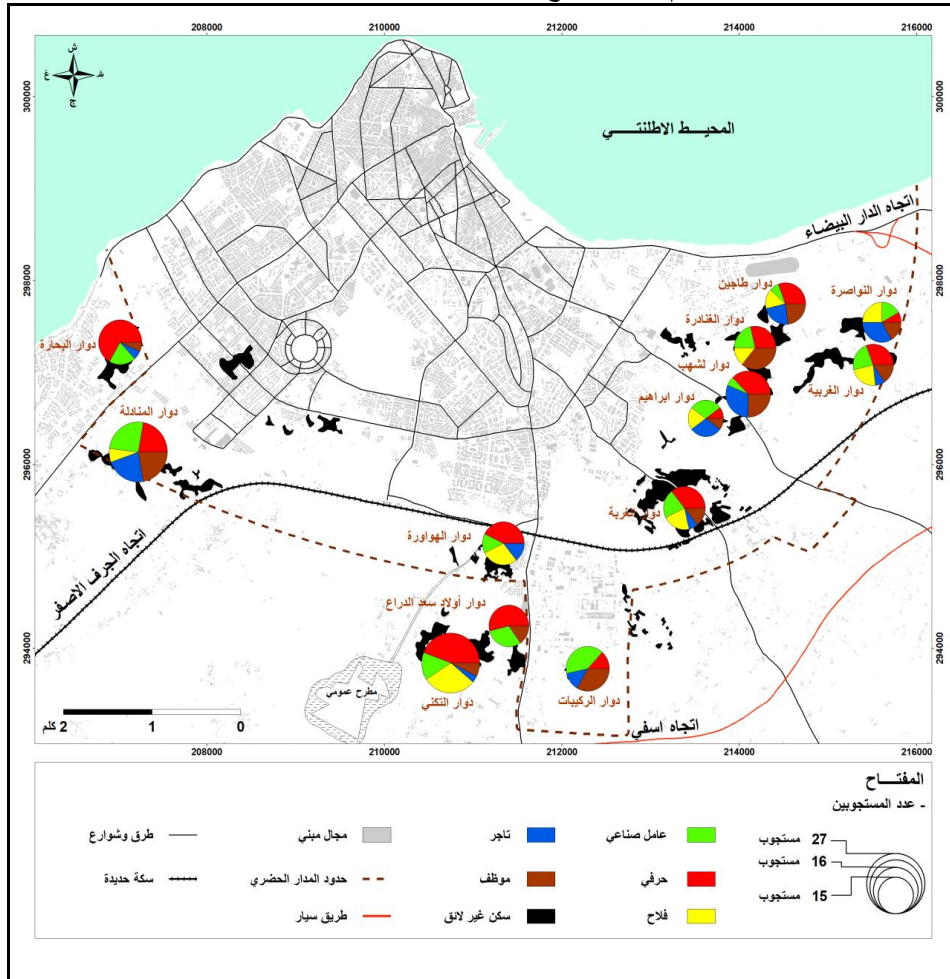 208000
210000
212000
214000
216000
300000
298000
296000
294000
ش
غ
ش
ج
المحيـــط الاطلنتـــــي
اتجاه الدار البيضاء
دوار طاجين
دوار النواصرة
دوار الغنادرة
دوار لشهب
دوار الغربية
دوار ابراهيم
دوار البحارة
دوار المنادلة
دوار
دوار الهواورة
اتجاه الجرف الاصفر
دوار أولاد سعد الدراع
دوار التكني
دوار الركيبات
مطرح عمومي
اتجاه اسفي
2 كلم
1
0
300000
298000
296000
294000
208000
210000
212000
214000
216000
المفتـــاح
- عدد المستجوبين
27 مستجوب
16 مستجوب
15 مستجوب
عامل صناعي
حرفي
فلاح
تاجر
موظف
سكن غير لائق
مجال مبني
حدود المدار الحضري
طريق سيار
طرق وشوارع
سكة حديدة